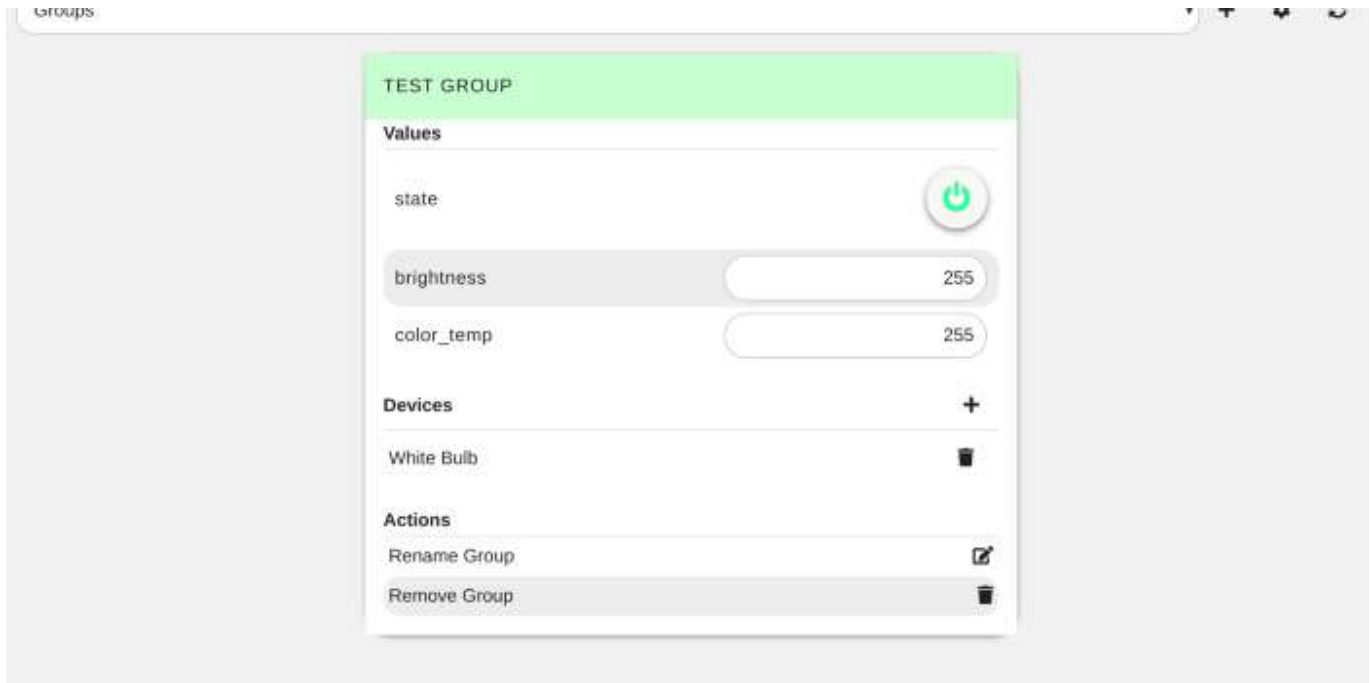 Groups
TEST GROUP
Values
state
brightness 255
color_temp 255
Devices
White Bulb
Actions
Rename Group
Remove Group